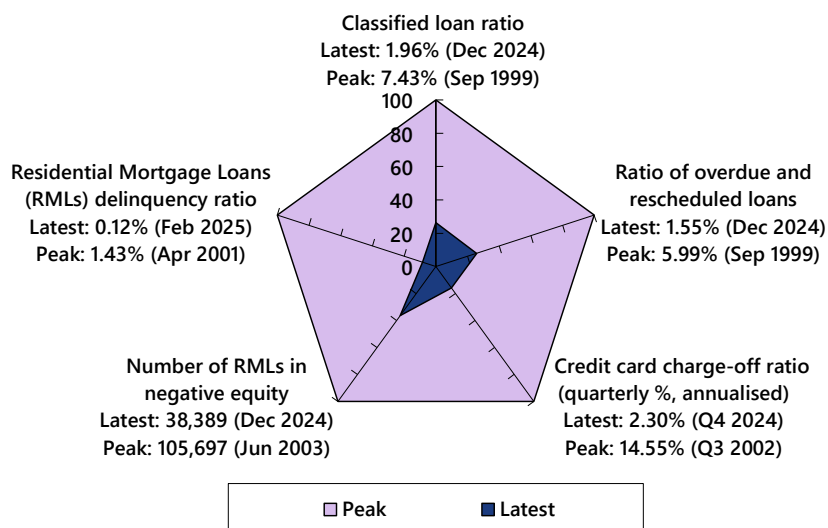 Classified loan ratio
Latest: 1.96% (Dec 2024)
Peak: 7.43% (Sep 1999)
100
80
60
40
20
0
Residential Mortgage Loans
(RMLs) delinquency ratio
Latest: 0.12% (Feb 2025)
Peak: 1.43% (Apr 2001)
Ratio of overdue and
rescheduled loans
Latest: 1.55% (Dec 2024)
Peak: 5.99% (Sep 1999)
Number of RMLs in
negative equity
Latest: 38,389 (Dec 2024)
Peak: 105,697 (Jun 2003)
Credit card charge-off ratio
(quarterly %, annualised)
Latest: 2.30% (Q4 2024)
Peak: 14.55% (Q3 2002)
Peak
Latest